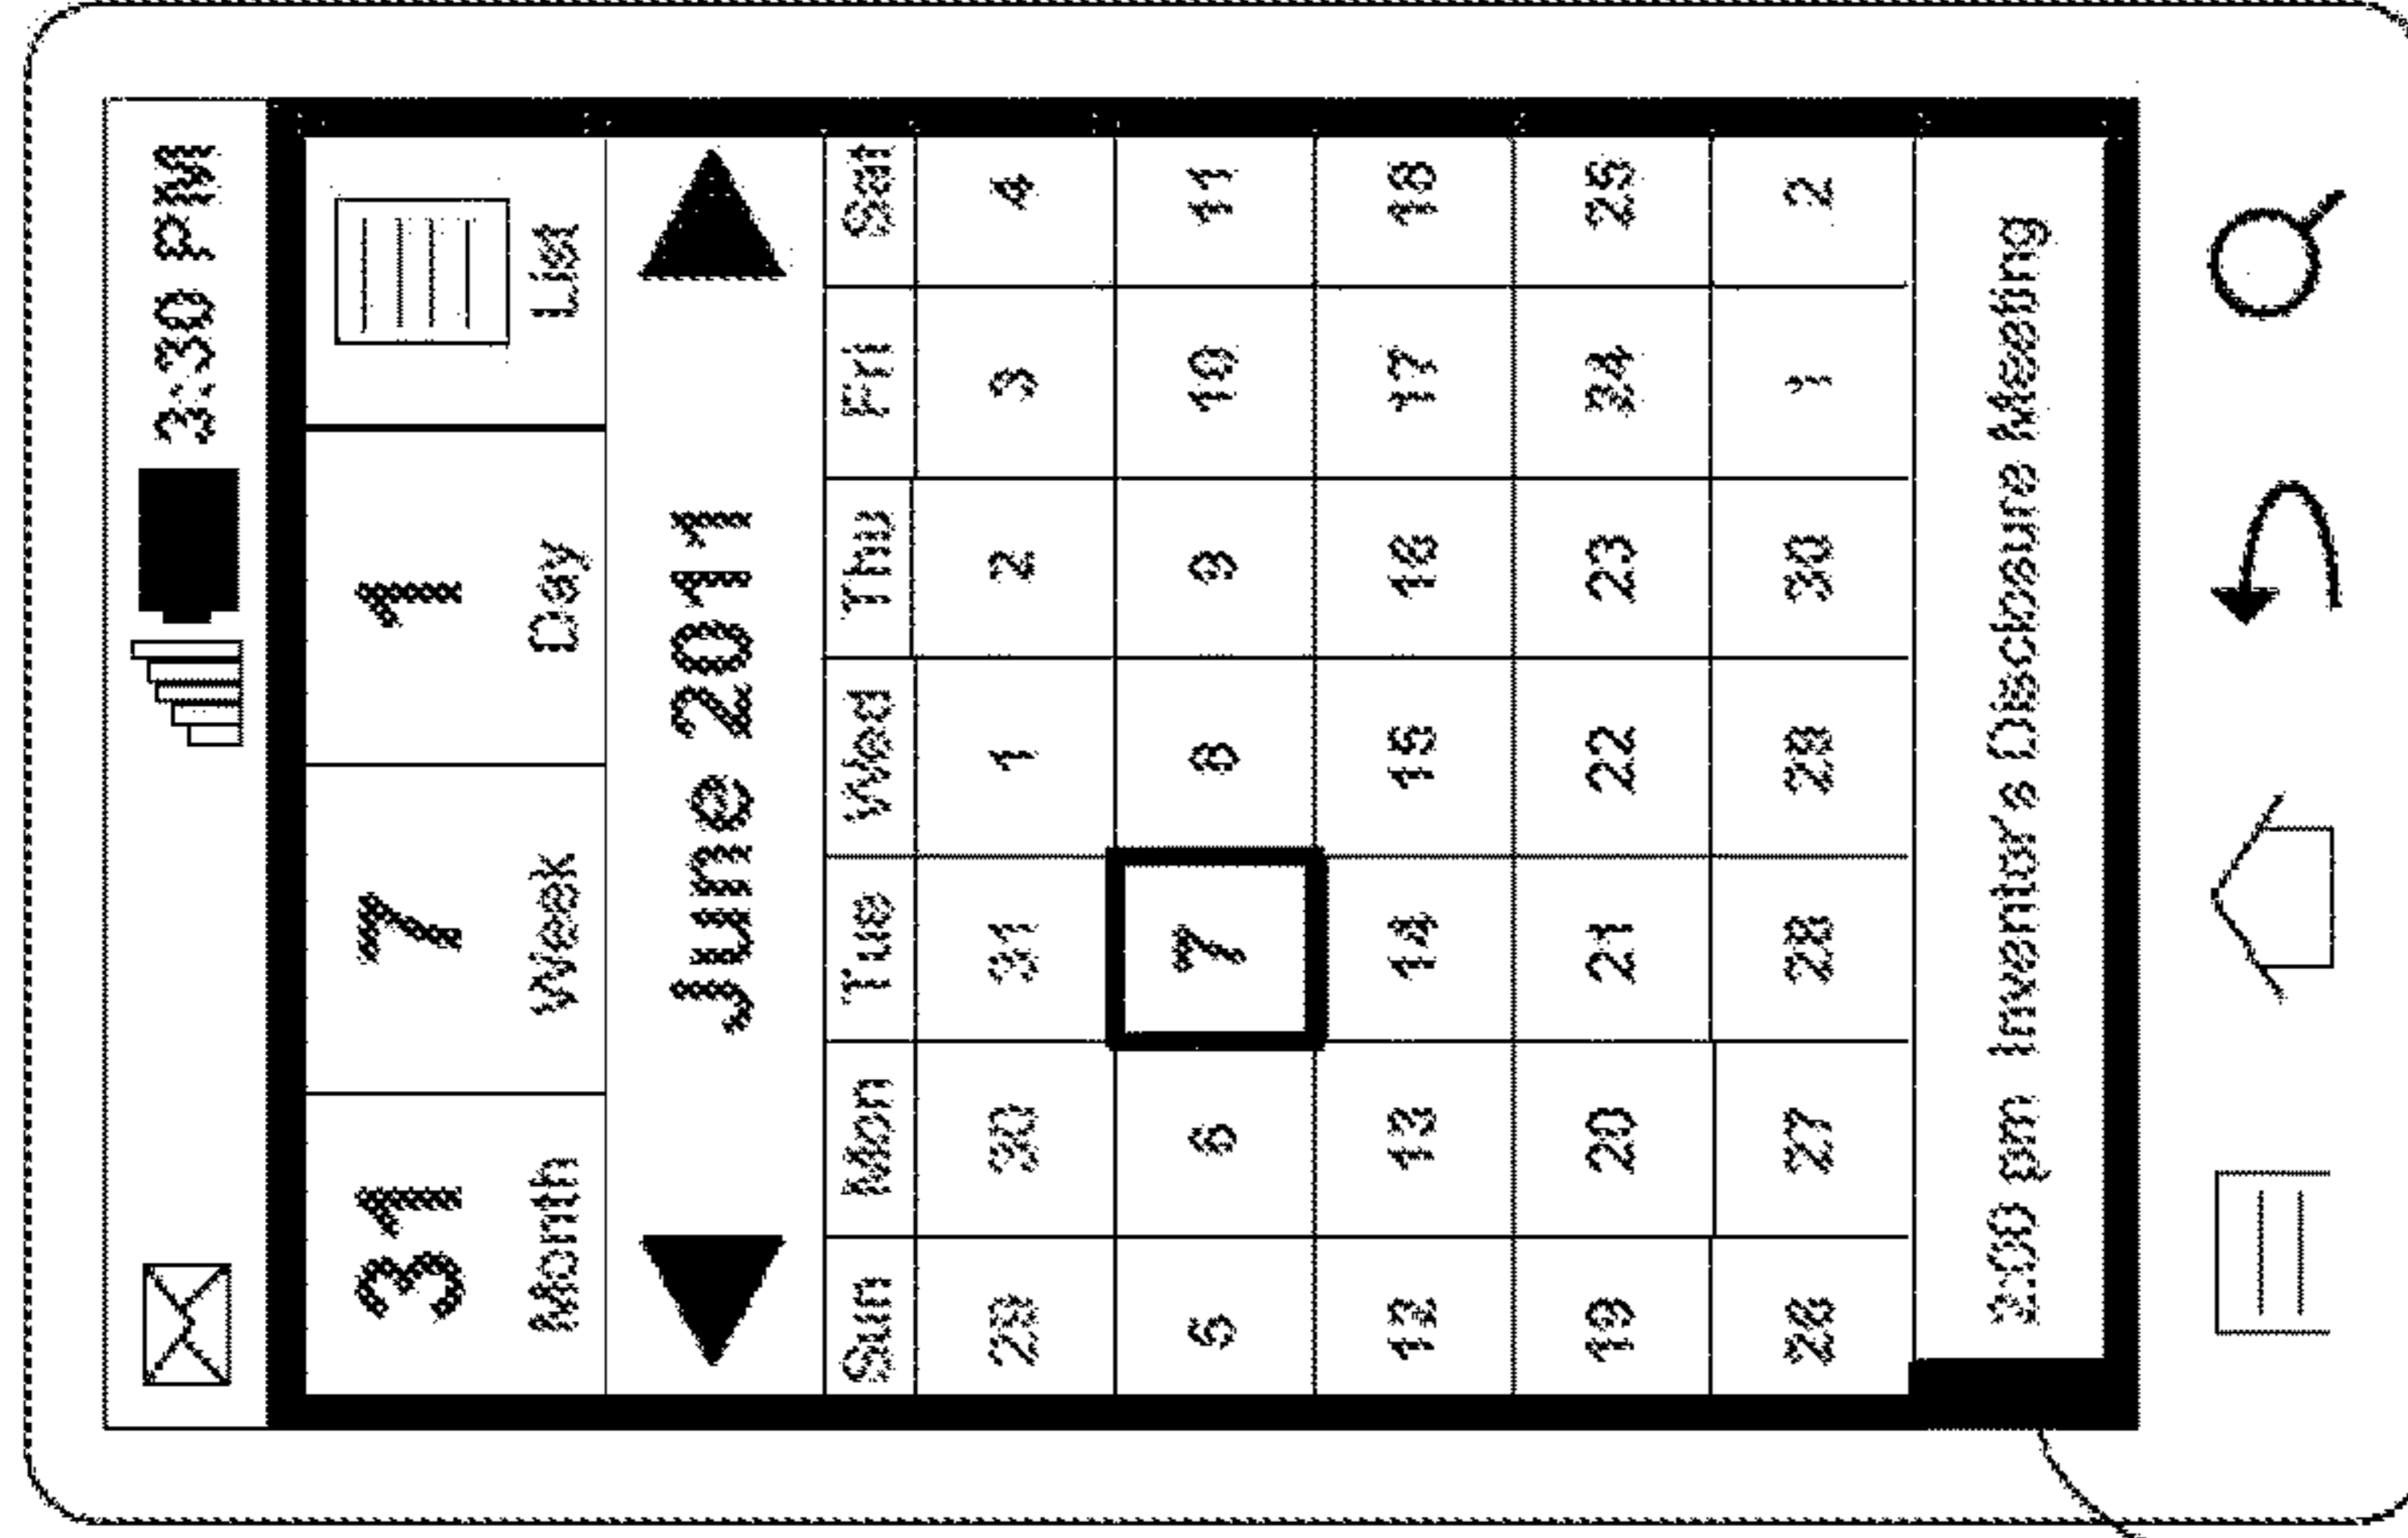 3:30 PM
31 7 1
Month Week Day List
June 2011
Sun Mon Tue Wed Thu Fri Sat
29 30 31 1 2 3 4
5 6 7 8 9 10 11
12 13 14 15 16 17 18
19 20 21 22 23 24 25
26 27 28 29 30 1 2
2:00 pm Inventor's Disclosure Meeting